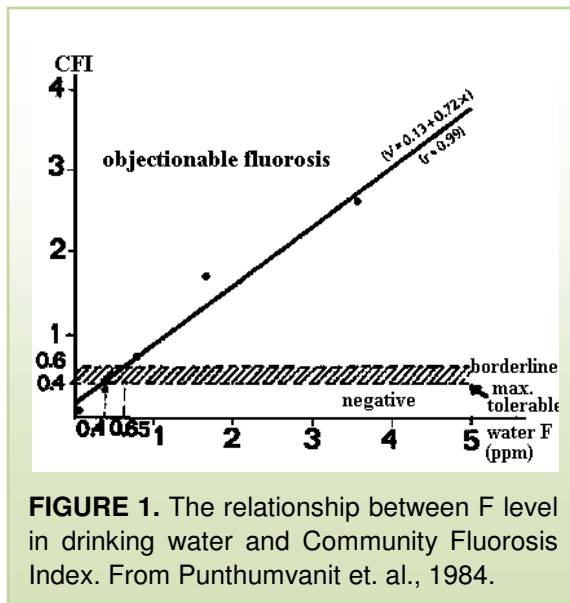 CFI
4
(V = 0.13 + 0.72x)
(r = 0.99)
objectionable fluorosis
3
2
1
0.6
borderline
0.4
max.
tolerable
negative
0.4
0.65
1
2
3
4
5
water F
(ppm)
FIGURE 1. The relationship between F level
in drinking water and Community Fluorosis
Index. From Punthumvanit et. al., 1984.